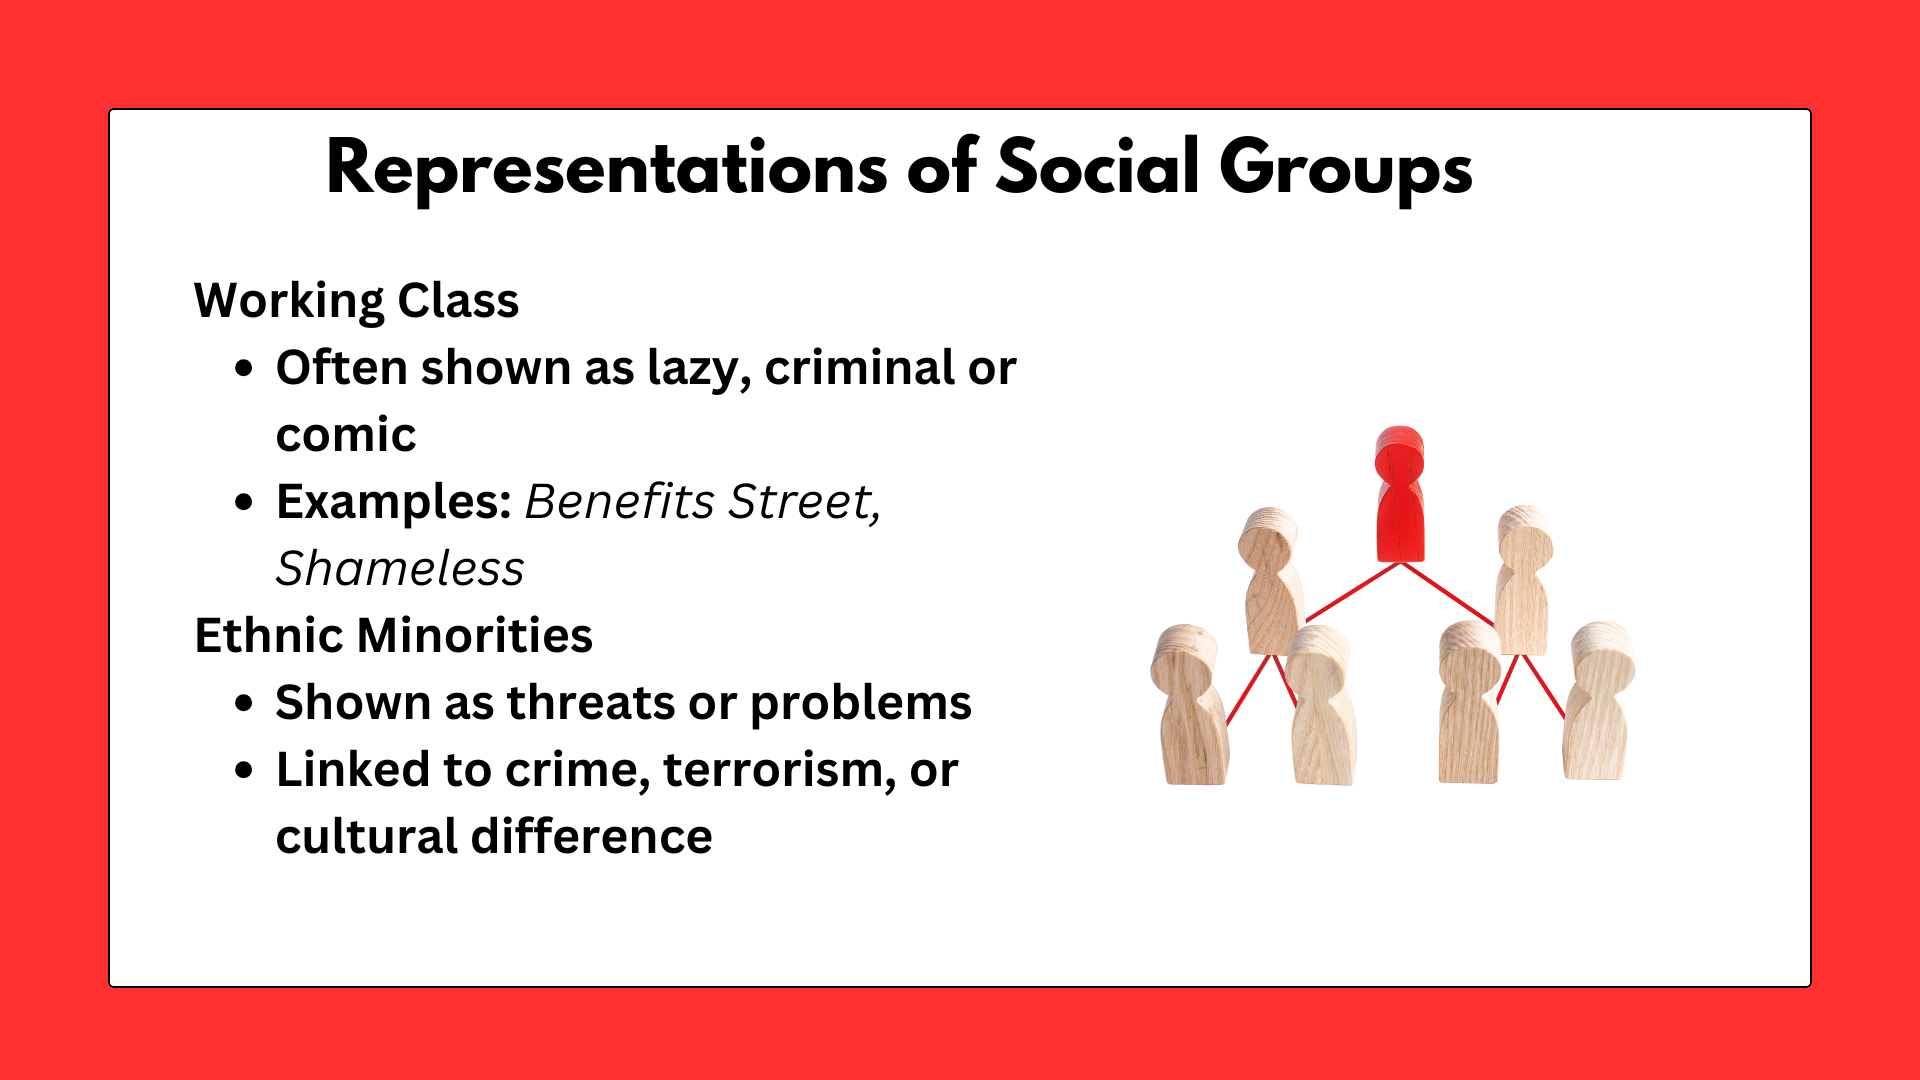 Representations of Social Groups
Working Class
• Often shown as lazy, criminal or
comic
• Examples: Benefits Street,
Shameless
Ethnic Minorities
• Shown as threats or problems
• Linked to crime, terrorism, or
cultural difference